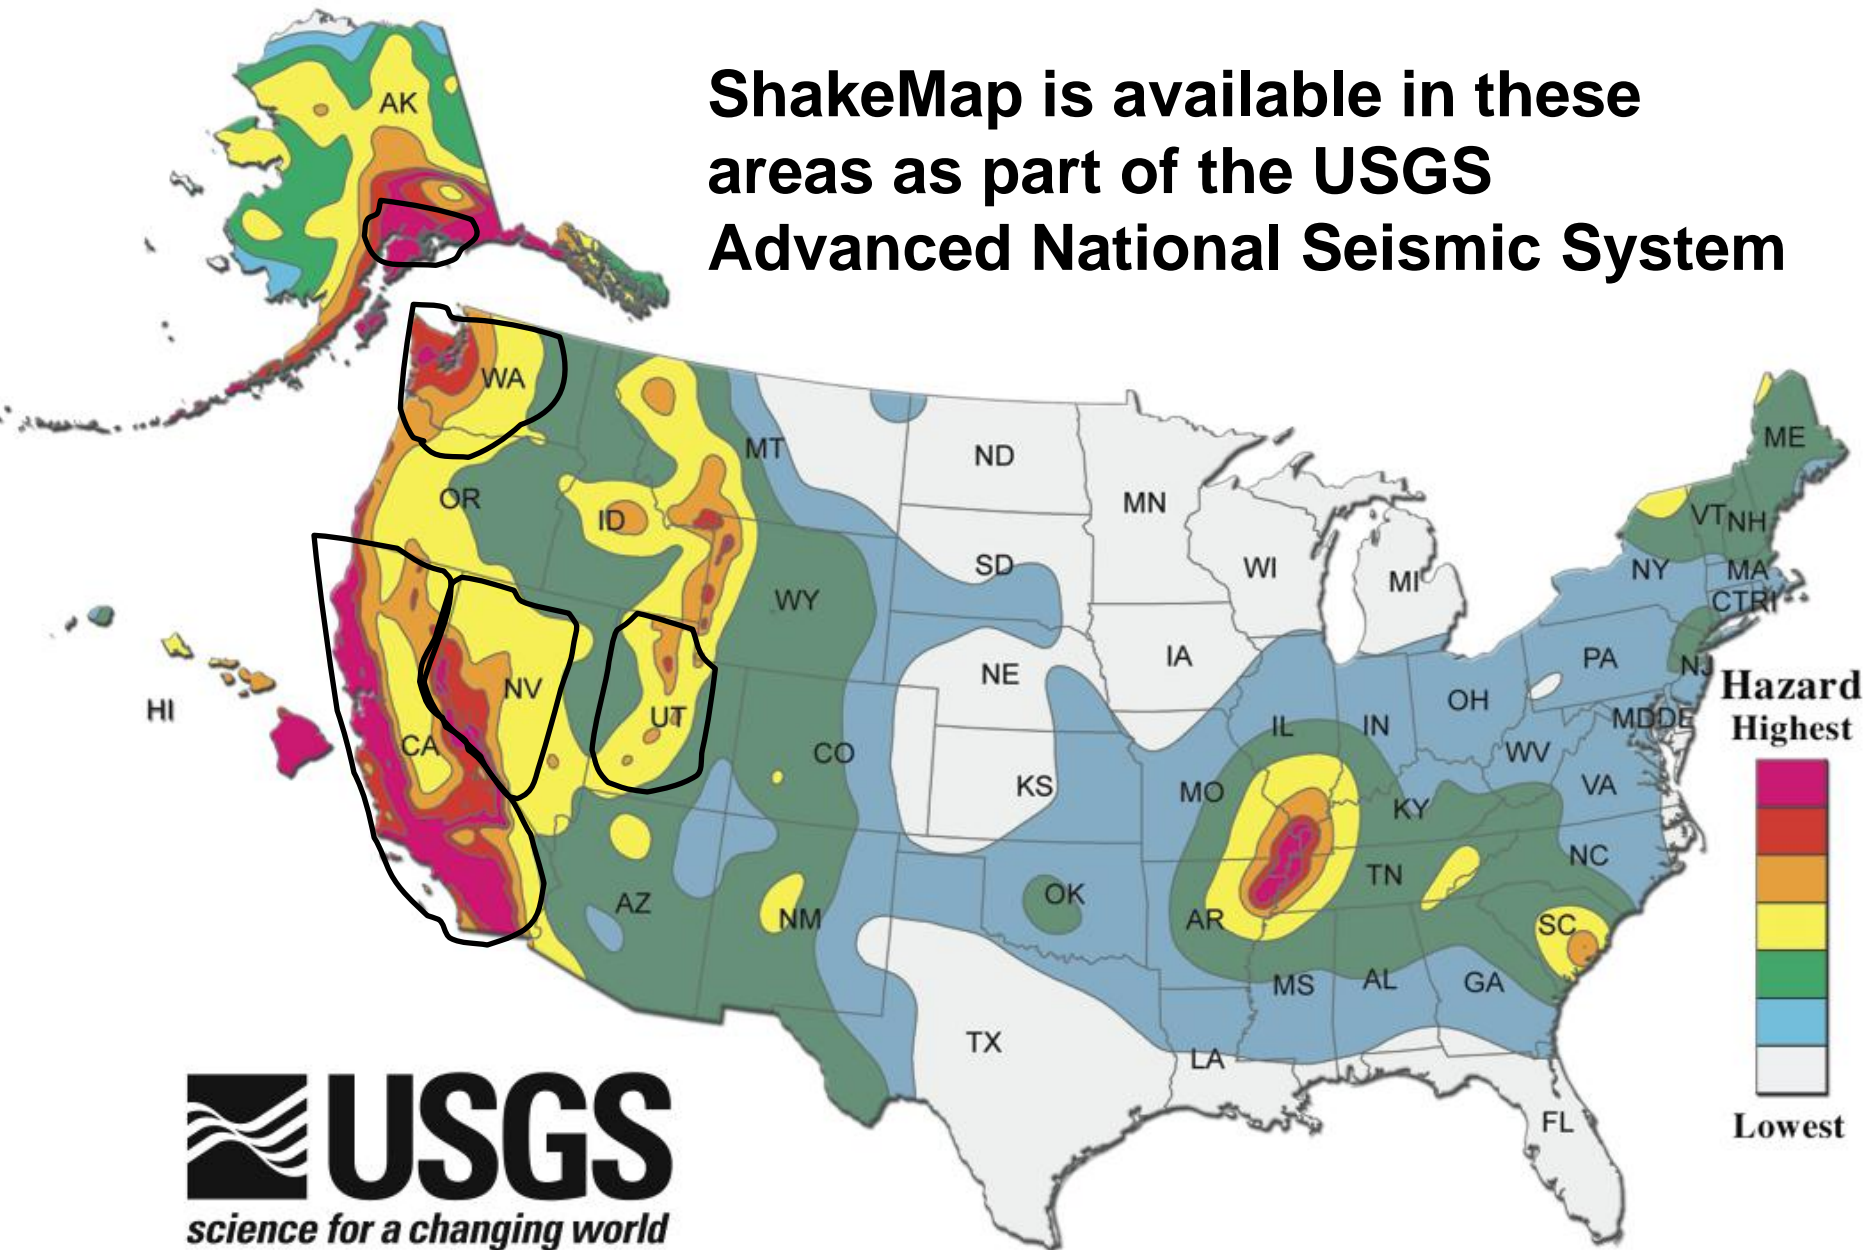 ShakeMap is available in these
areas as part of the USGS
Advanced National Seismic System
AK
WA
MT
ND
MN
ME
OR
ID
SD
WI
MI
VT
NH
NY
MA
CT
RI
WY
NE
IA
PA
NJ
HI
NV
UT
CA
CO
KS
MO
IL
IN
OH
WV
MD
DE
VA
KY
AZ
NM
OK
AR
TN
NC
SC
MS
AL
GA
TX
LA
FL
Hazard
Highest
Lowest
USGS
science for a changing world